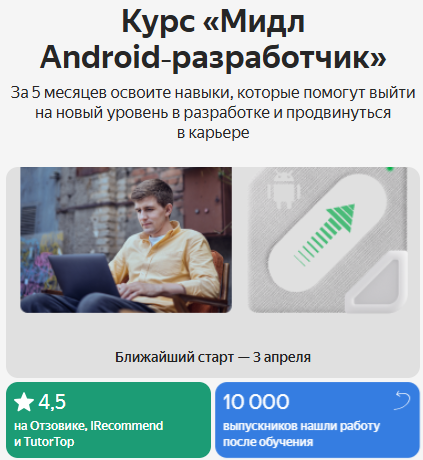 Курс «Мидл
Android-разработчик»
За 5 месяцев освоите навыки, которые помогут выйти
на новый уровень в разработке и продвинуться
в карьере
Ближайший старт — 3 апреля
4,5
на Отзовике, IRecommend
и TutorTop
10 000
выпускников нашли работу
после обучения